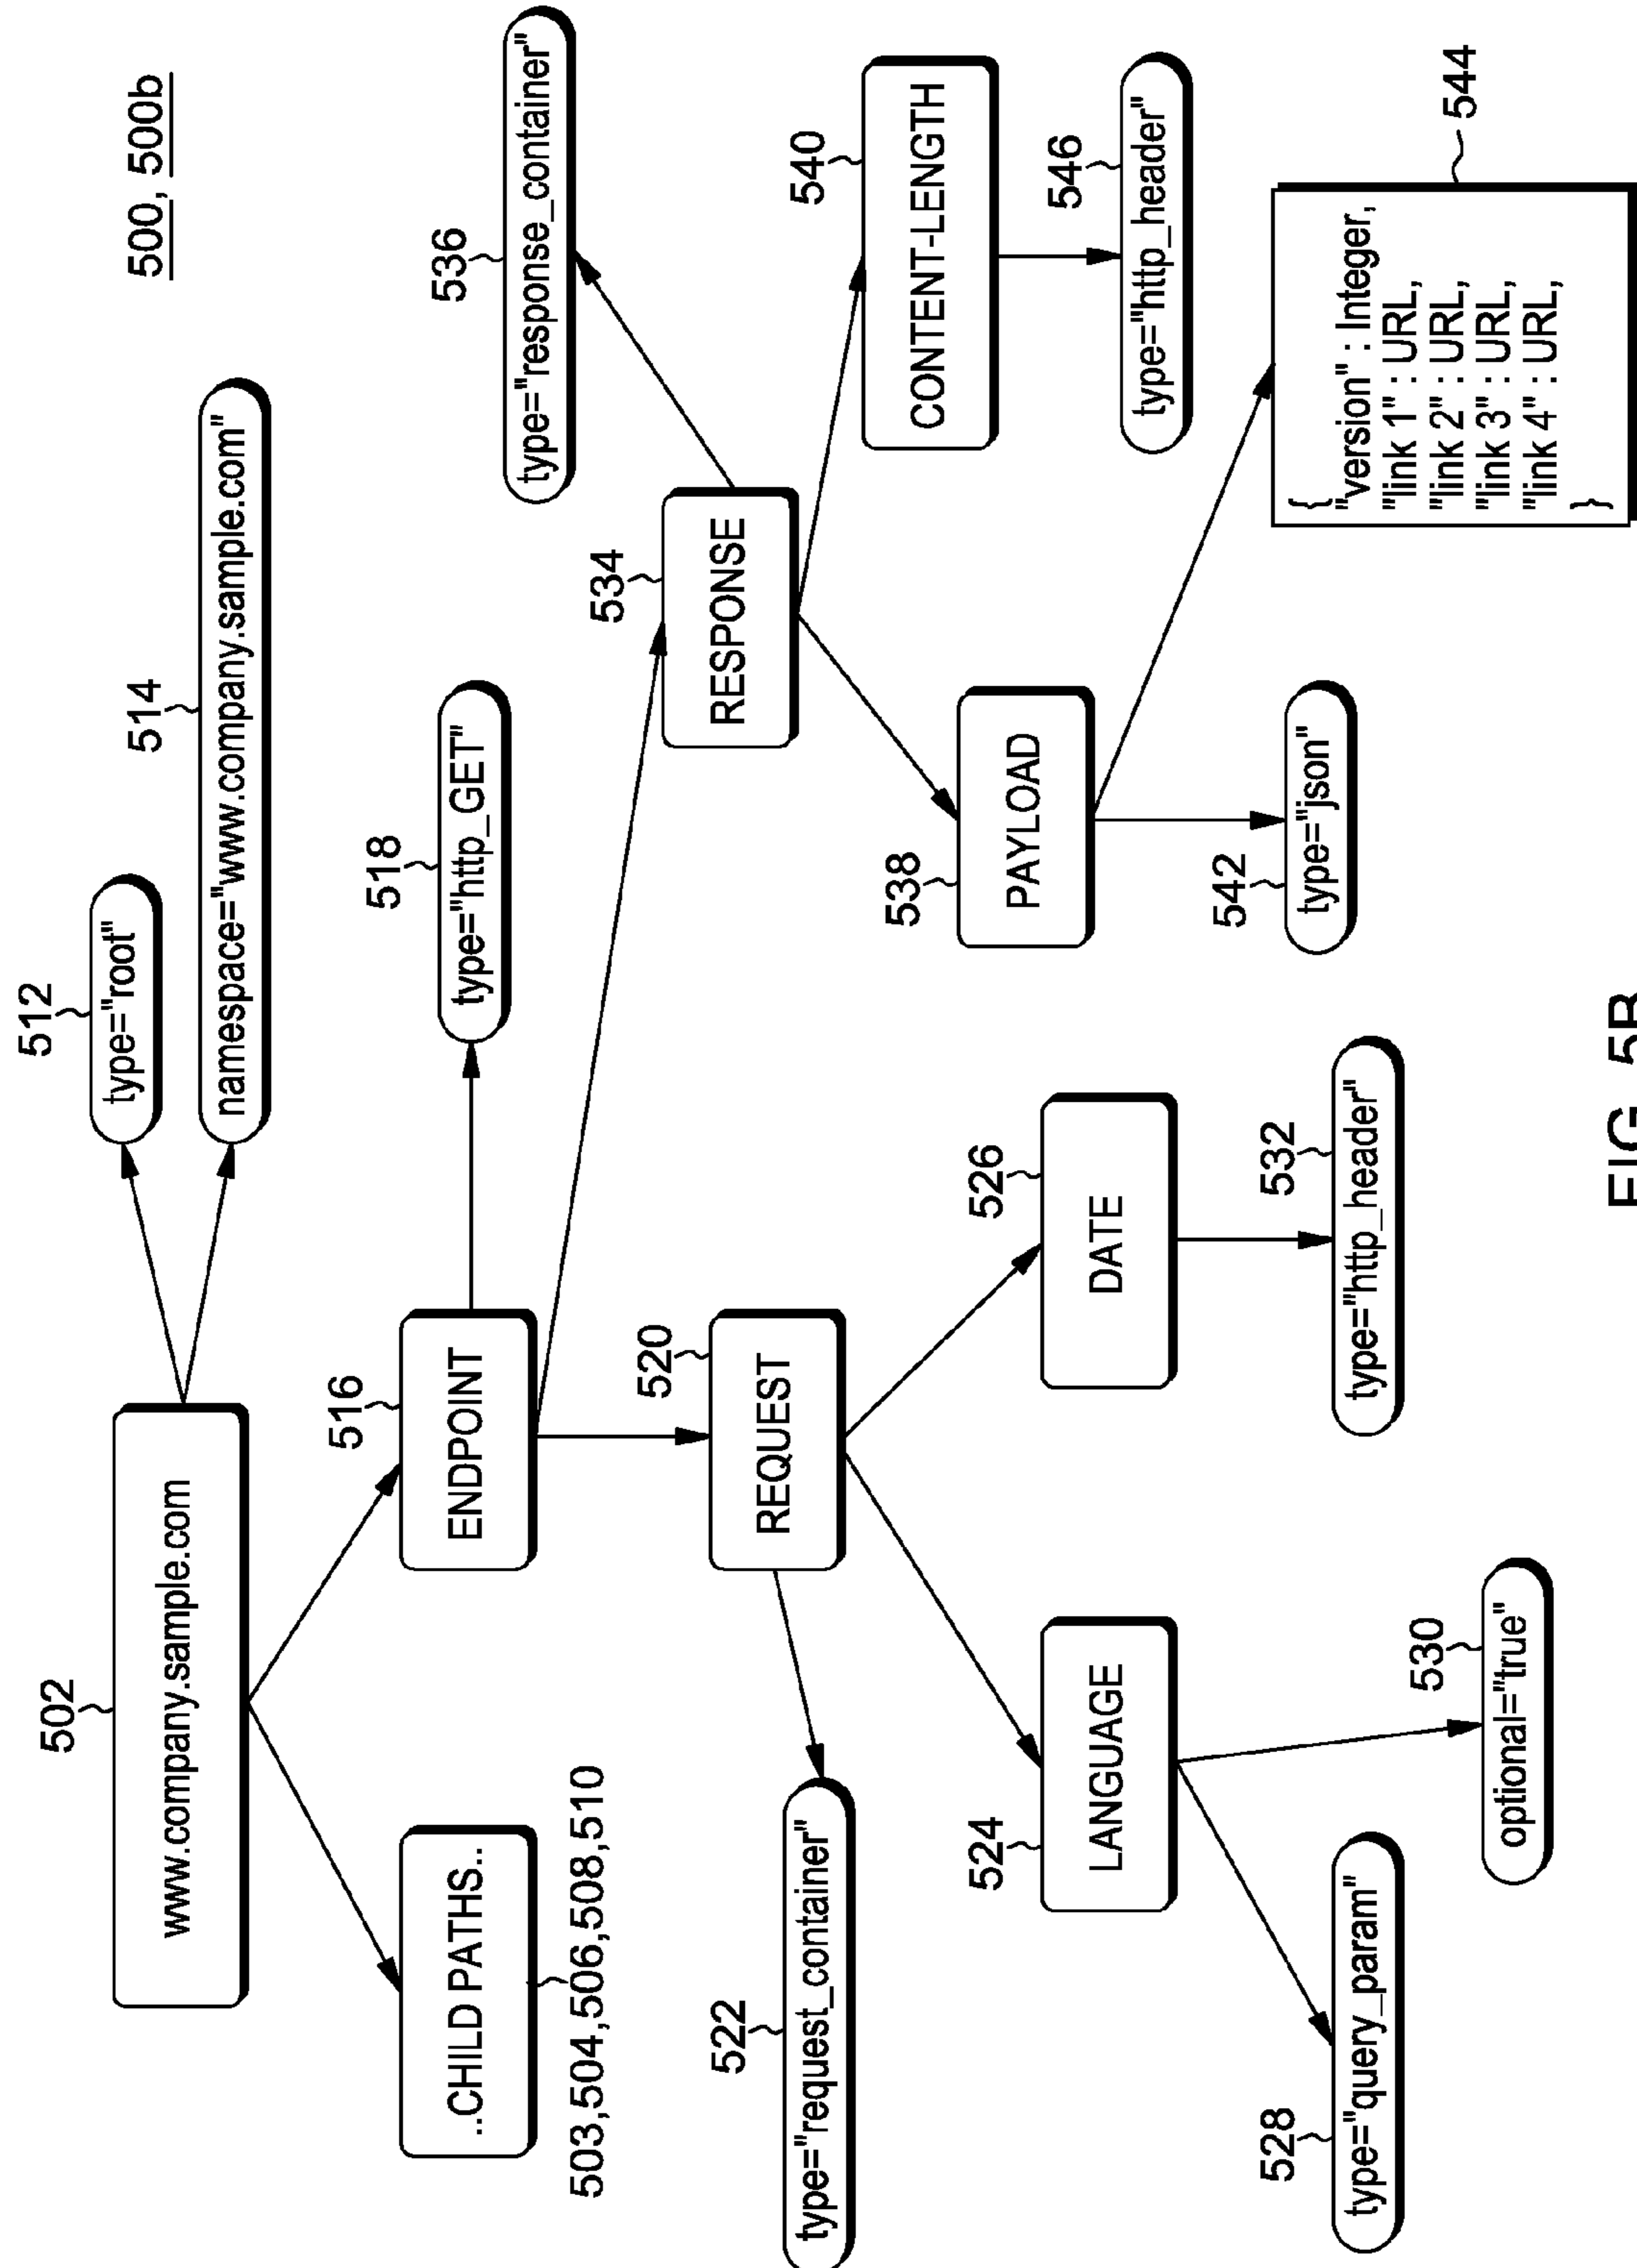 500, 500b
502
www.company.sample.com
512
type="root"
514
namespace="www.company.sample.com"
..CHILD PATHS..
503,504,506,508,510
516
ENDPOINT
518
type="http_GET"
522
type="request_container"
520
REQUEST
534
RESPONSE
536
type="response_container"
524
LANGUAGE
526
DATE
538
PAYLOAD
540
CONTENT-LENGTH
528
type="query_param"
530
optional="true"
532
type="http_header"
542
type="json"
546
type="http_header"
544
{
"version" : Integer,
"link 1" : URL,
"link 2" : URL,
"link 3" : URL,
"link 4" : URL,
}
FIG. 5B